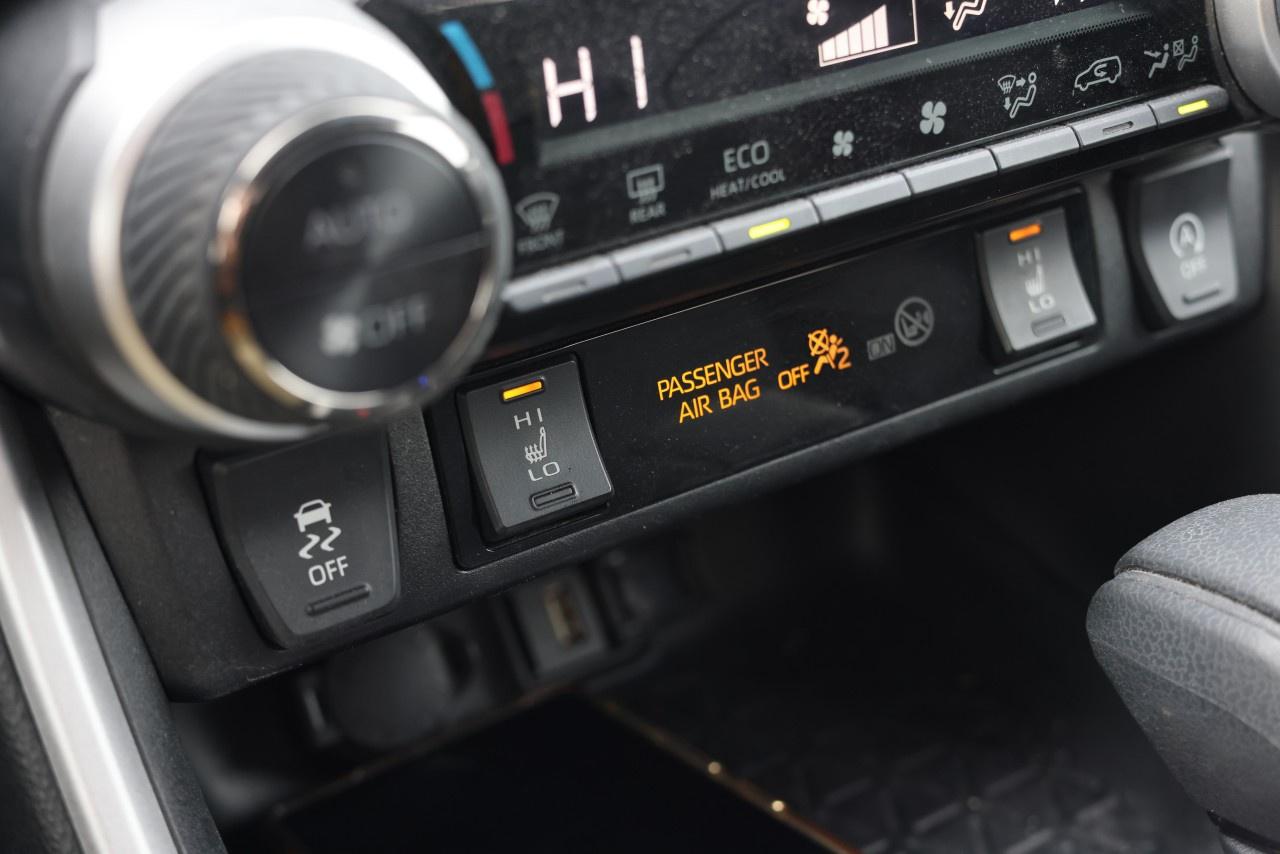 HI
AUTO
OFF
FRONT
REAR
ECO
HEAT/COOL
HI
LO
PASSENGER
AIR BAG
OFF
2
ON
HI
LO
A
OFF
OFF